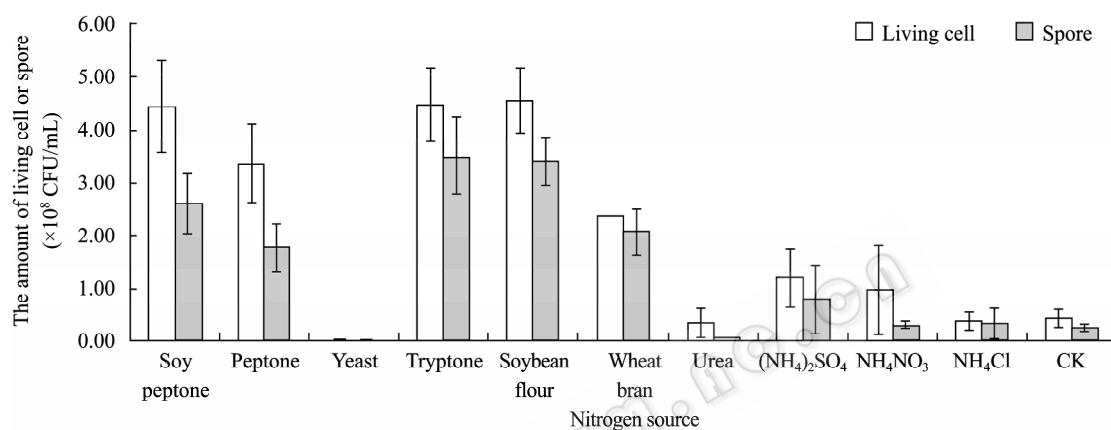 The amount of living cell or spore
(×10⁸ CFU/mL)
6.00
5.00
4.00
3.00
2.00
1.00
0.00
Living cell
Spore
Soy peptone
Peptone
Yeast
Tryptone
Soybean flour
Wheat bran
Urea
(NH₄)₂SO₄
NH₄NO₃
NH₄Cl
CK
Nitrogen source
.ac.cn